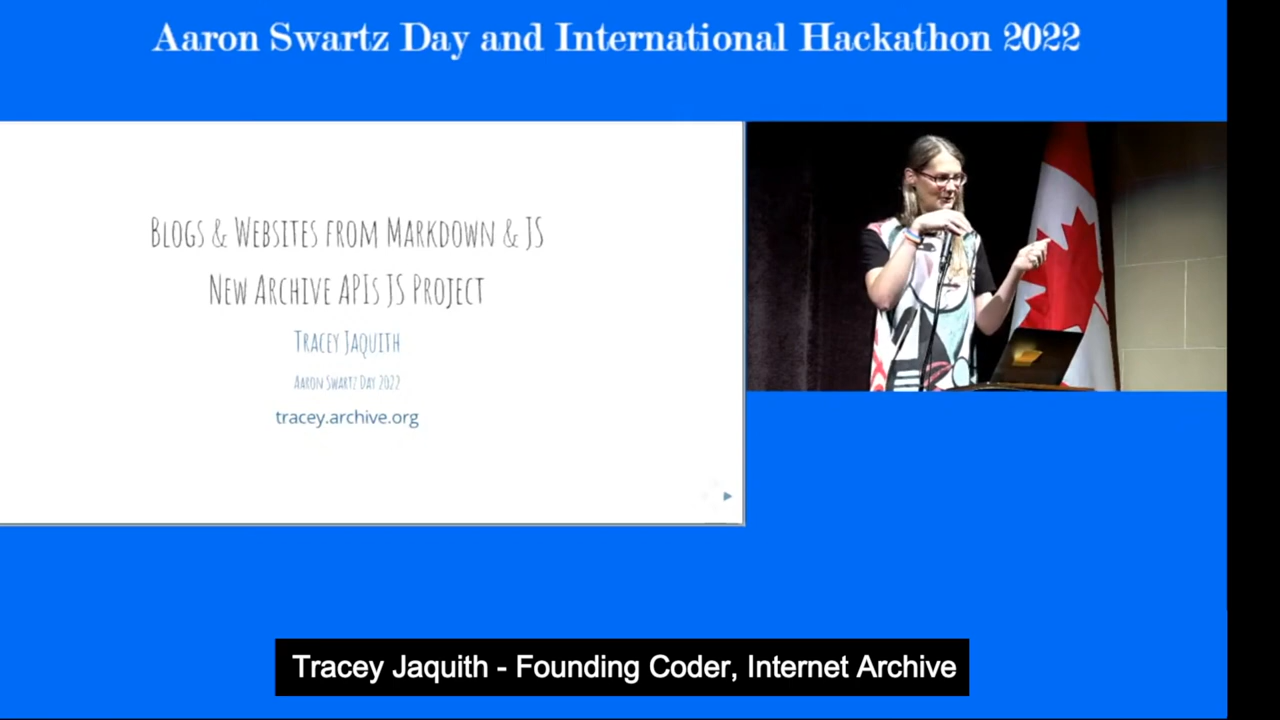 Aaron Swartz Day and International Hackathon 2022
Blogs & Websites from Markdown & JS
New Archive APIs JS Project
Tracey Jaquith
Aaron Swartz Day 2022
tracey.archive.org
Tracey Jaquith - Founding Coder, Internet Archive